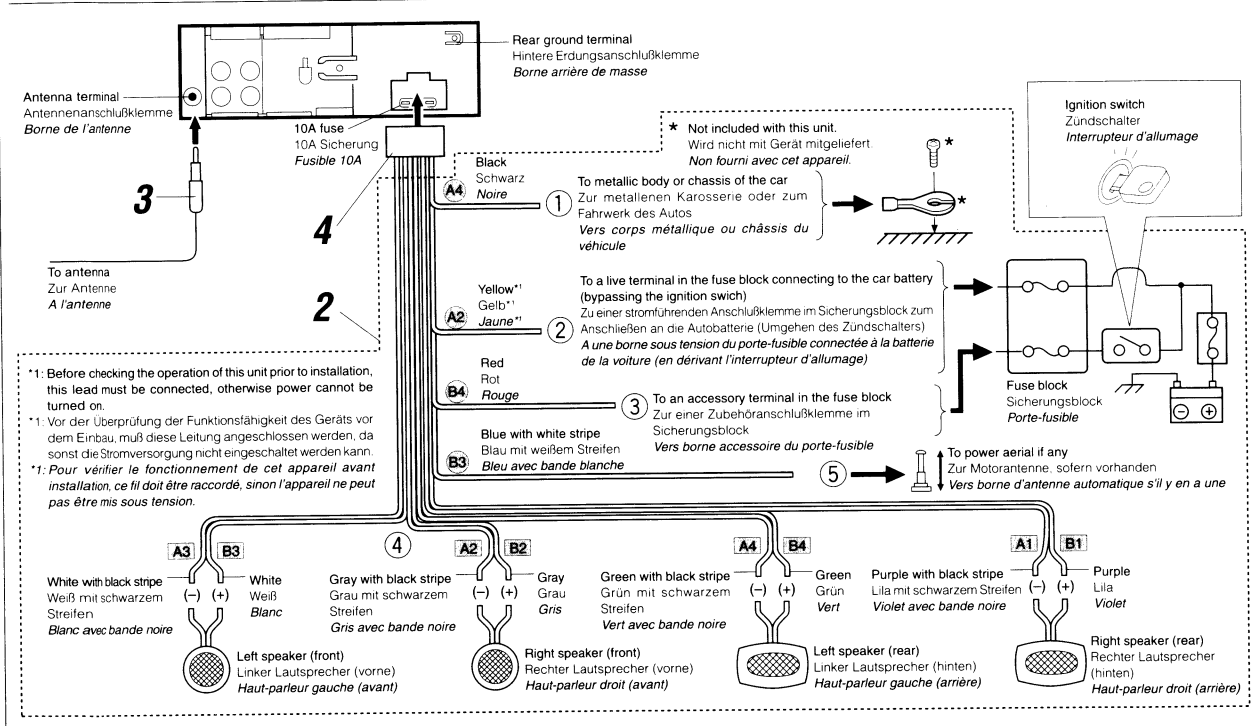 Rear ground terminal
Hintere Erdungsanschlußklemme
Borne arrière de masse
Antenna terminal
Antennenanschlußklemme
Borne de l'antenne
10A fuse
10A Sicherung
Fusible 10A
3
4
To antenna
Zur Antenne
A l'antenne
2
* Not included with this unit.
Wird nicht mit Gerät mitgeliefert.
Non fourni avec cet appareil.
*
*
Ignition switch
Zündschalter
Interrupteur d'allumage
A4
Black
Schwarz
Noire
1
To metallic body or chassis of the car
Zur metallenen Karosserie oder zum
Fahrwerk des Autos
Vers corps métallique ou châssis du
véhicule
A2
Yellow*1
Gelb*1
Jaune*1
2
To a live terminal in the fuse block connecting to the car battery
(bypassing the ignition swich)
Zu einer stromführenden Anschlußklemme im Sicherungsblock zum
Anschließen an die Autobatterie (Umgehen des Zündschalters)
A une borne sous tension du porte-fusible connectée à la batterie
de la voiture (en dérivant l'interrupteur d'allumage)
B4
Red
Rot
Rouge
3
To an accessory terminal in the fuse block
Zur einer Zubehöranschlußklemme im
Sicherungsblock
Vers borne accessoire du porte-fusible
Fuse block
Sicherungsblock
Porte-fusible
− +
B3
Blue with white stripe
Blau mit weißem Streifen
Bleu avec bande blanche
5
To power aerial if any
Zur Motorantenne, sofern vorhanden
Vers borne d'antenne automatique s'il y en a une
*1: Before checking the operation of this unit prior to installation,
this lead must be connected, otherwise power cannot be
turned on.
*1: Vor der Überprüfung der Funktionsfähigkeit des Geräts vor
dem Einbau, muß diese Leitung angeschlossen werden, da
sonst die Stromversorgung nicht eingeschaltet werden kann.
*1: Pour vérifier le fonctionnement de cet appareil avant
installation, ce fil doit être raccordé, sinon l'appareil ne peut
pas être mis sous tension.
4
A3 B3
White with black stripe
Weiß mit schwarzem
Streifen
Blanc avec bande noire
(−) (+)
White
Weiß
Blanc
Left speaker (front)
Linker Lautsprecher (vorne)
Haut-parleur gauche (avant)
A2 B2
Gray with black stripe
Grau mit schwarzem
Streifen
Gris avec bande noire
(−) (+)
Gray
Grau
Gris
Right speaker (front)
Rechter Lautsprecher (vorne)
Haut-parleur droit (avant)
A4 B4
Green with black stripe
Grün mit schwarzem
Streifen
Vert avec bande noire
(−) (+)
Green
Grün
Vert
Left speaker (rear)
Linker Lautsprecher (hinten)
Haut-parleur gauche (arrière)
A1 B1
Purple with black stripe
Lila mit schwarzem Streifen
Violet avec bande noire
(−) (+)
Purple
Lila
Violet
Right speaker (rear)
Rechter Lautsprecher
(hinten)
Haut-parleur droit (arrière)